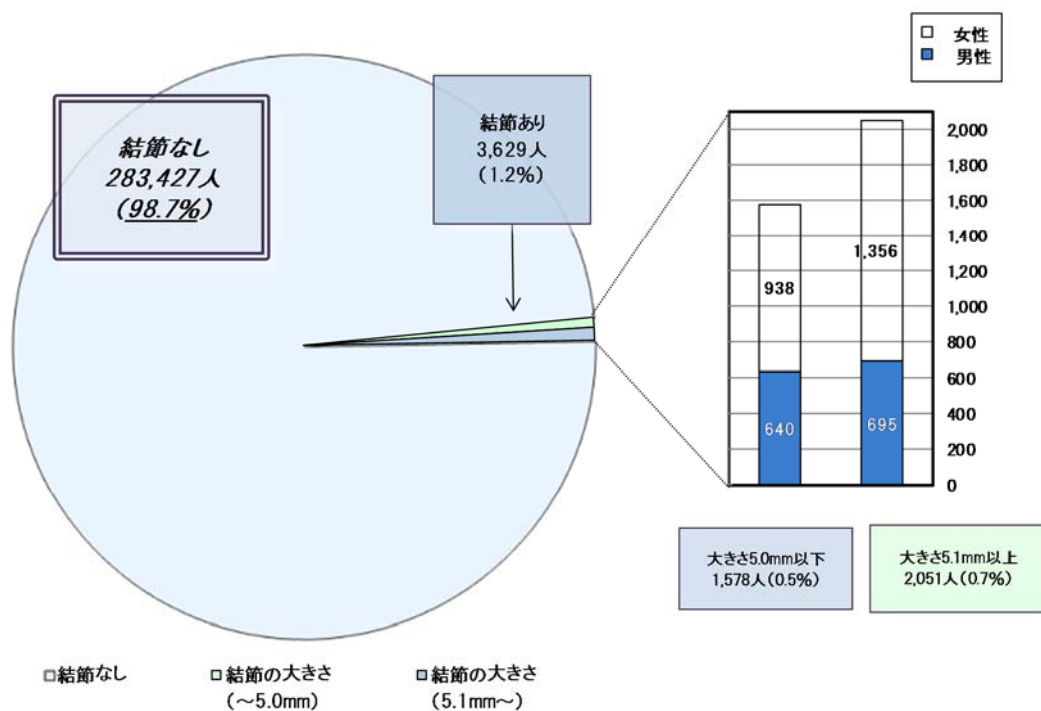 女性
男性
結節なし
283,427人
(98.7%)
結節あり
3,629人
(1.2%)
2,000
1,800
1,600
1,400
1,200
1,000
800
600
400
200
0
938
1,356
640
695
大きさ5.0mm以下
1,578人(0.5%)
大きさ5.1mm以上
2,051人(0.7%)
結節なし
結節の大きさ
(～5.0mm)
結節の大きさ
(5.1mm～)